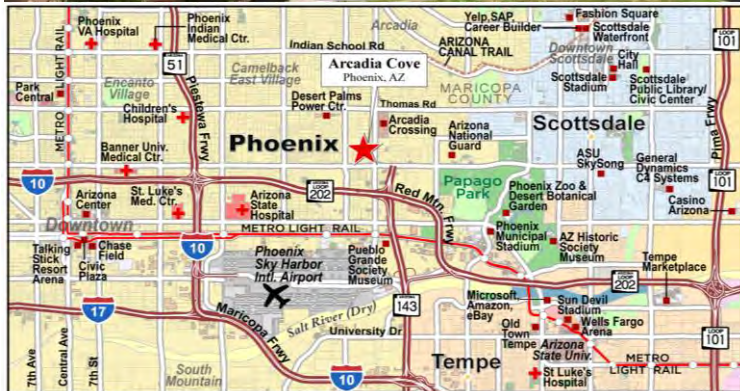 Phoenix
VA Hospital
Phoenix
Indian
Medical Ctr.
51
Piestewa Frwy
METRO LIGHT RAIL
Park
Central
Encanto
Village
Children's
Hospital
Banner Univ.
Medical Ctr.
Camelback
East Village
Arcadia
Indian School Rd
ARIZONA
CANAL TRAIL
Arcadia Cove
Phoenix, AZ
Desert Palms
Power Ctr.
Thomas Rd
Arcadia
Crossing
Phoenix
MARICOPA
COUNTY
Arizona
National
Guard
Yelp,SAP,
Career Builder
Fashion Square
Scottsdale
Waterfront
Downtown
Scottsdale
City
Hall
Scottsdale
Stadium
Scottsdale
Public Library/
Civic Center
LOOP
101
Pima Frwy
Scottsdale
ASU
SkySong
General
Dynamics
C4 Systems
LOOP
101
Casino
Arizona
10
LOOP
202
Red Mtn. Frwy
Papago
Park
Phoenix Zoo &
Desert Botanical
Garden
Arizona
Center
St. Luke's
Med. Ctr.
Arizona
State
Hospital
Downtown
METRO LIGHT RAIL
Talking
Stick
Resort
Arena
Chase
Field
Civic
Plaza
10
Phoenix
Sky Harbor
Intl. Airport
Pueblo
Grande
Society
Museum
Phoenix
Municipal
Stadium
AZ Historic
Society
Museum
Tempe
Marketplace
LOOP
202
17
Maricopa Frwy
Salt River (Dry)
University Dr
143
Microsoft,
Amazon,
eBay
Sun Devil
Stadium
Old
Town
Tempe
Wells Fargo
Arena
Arizona
State Univ.
LOOP
101
7th Ave
Central Ave
7th St
South
Mountain
10
Tempe
St Luke's
Hospital
METRO
LIGHT RAIL